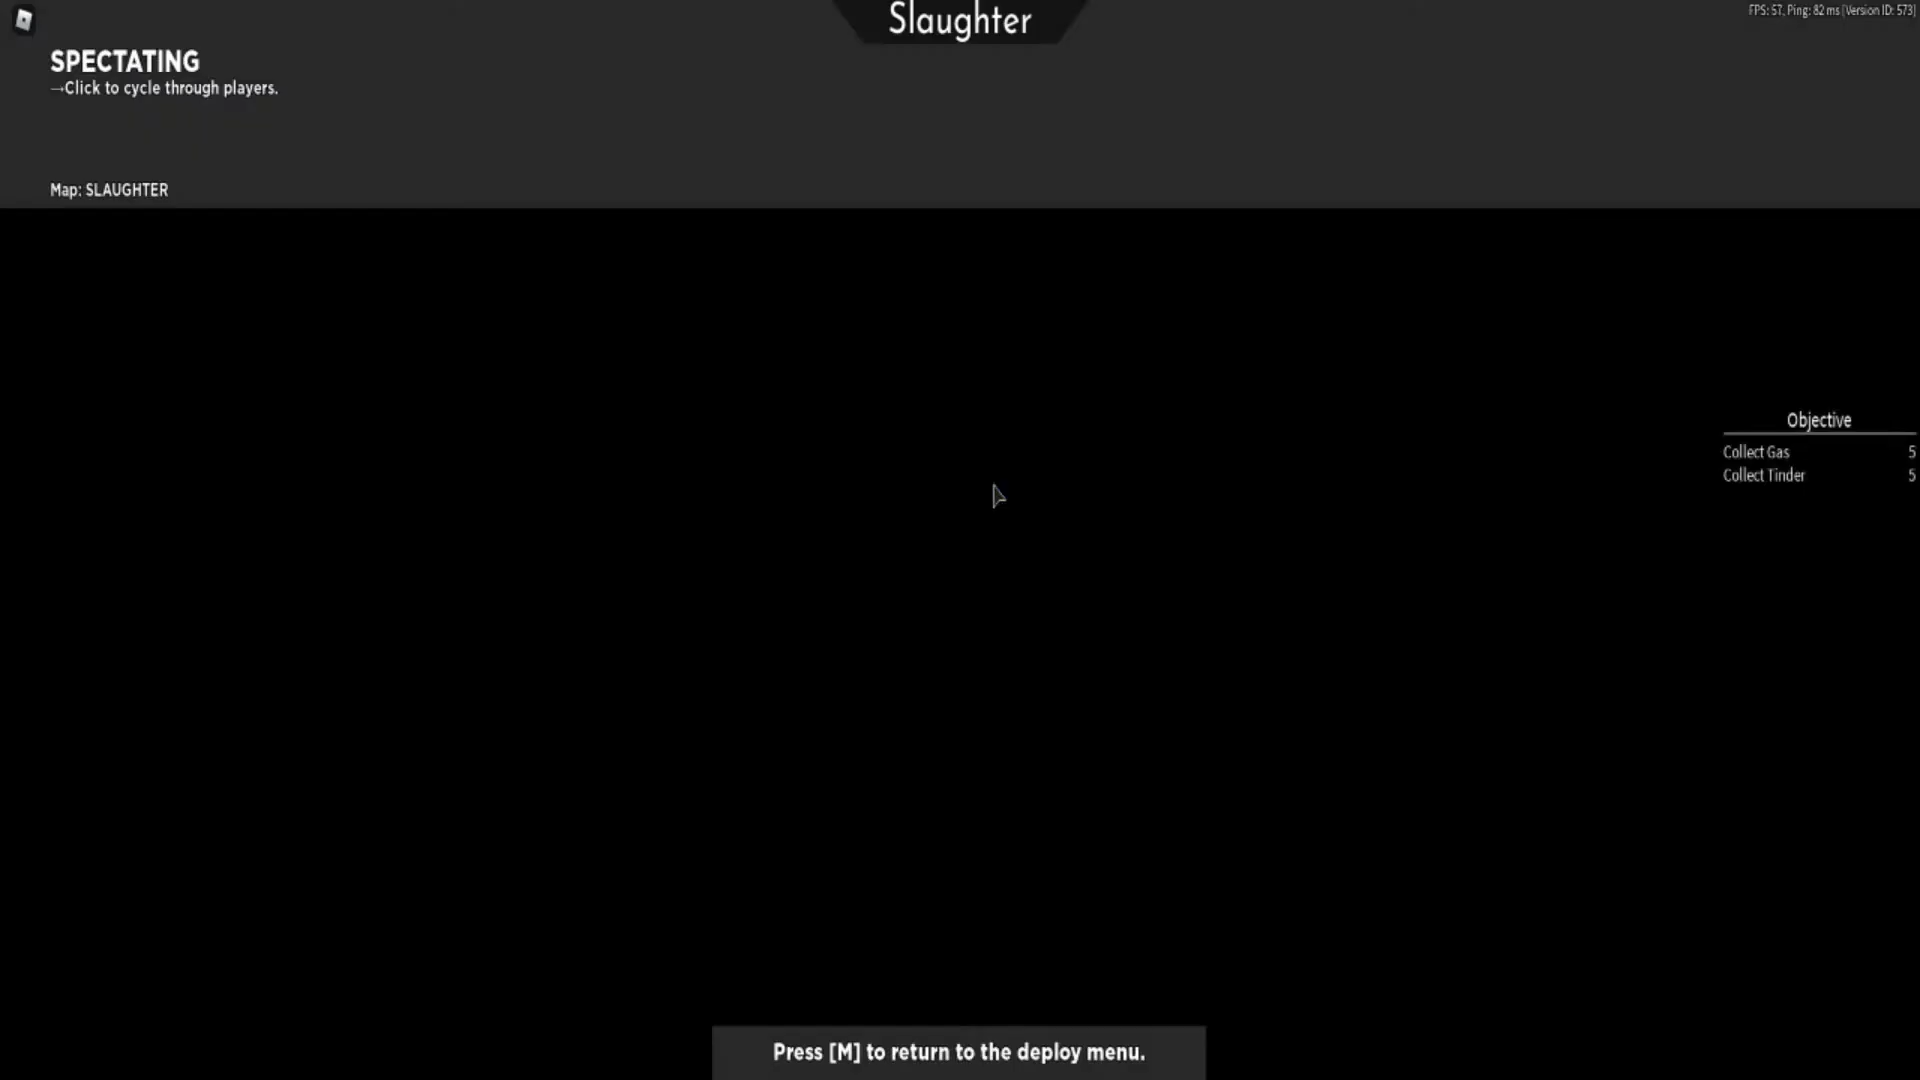 Slaughter
FPS: 57, Ping: 82 ms [Version ID: 573]
SPECTATING
→Click to cycle through players.
Map: SLAUGHTER
Objective
Collect Gas 5
Collect Tinder 5
Press [M] to return to the deploy menu.